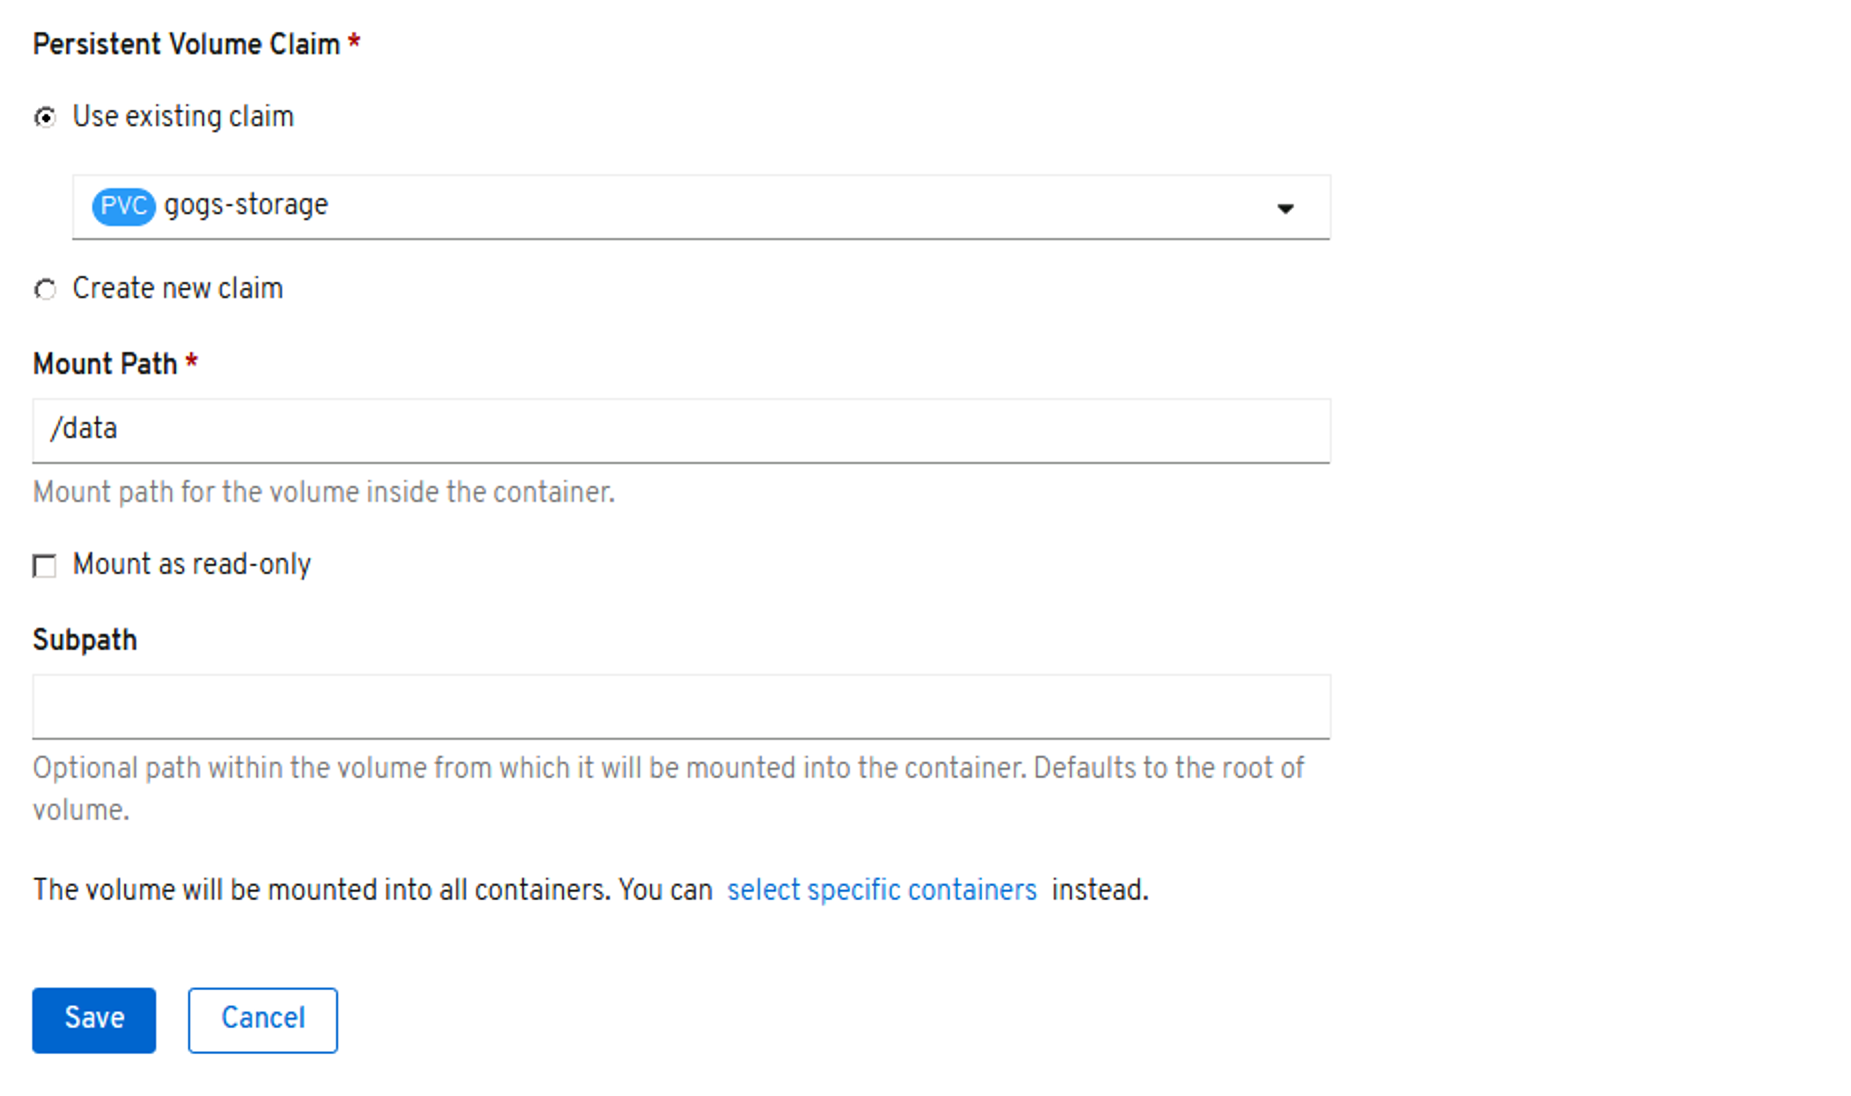 Persistent Volume Claim *
Use existing claim
PVC gogs-storage
Create new claim
Mount Path *
/data
Mount path for the volume inside the container.
Mount as read-only
Subpath
Optional path within the volume from which it will be mounted into the container. Defaults to the root of
volume.
The volume will be mounted into all containers. You can select specific containers instead.
Save Cancel